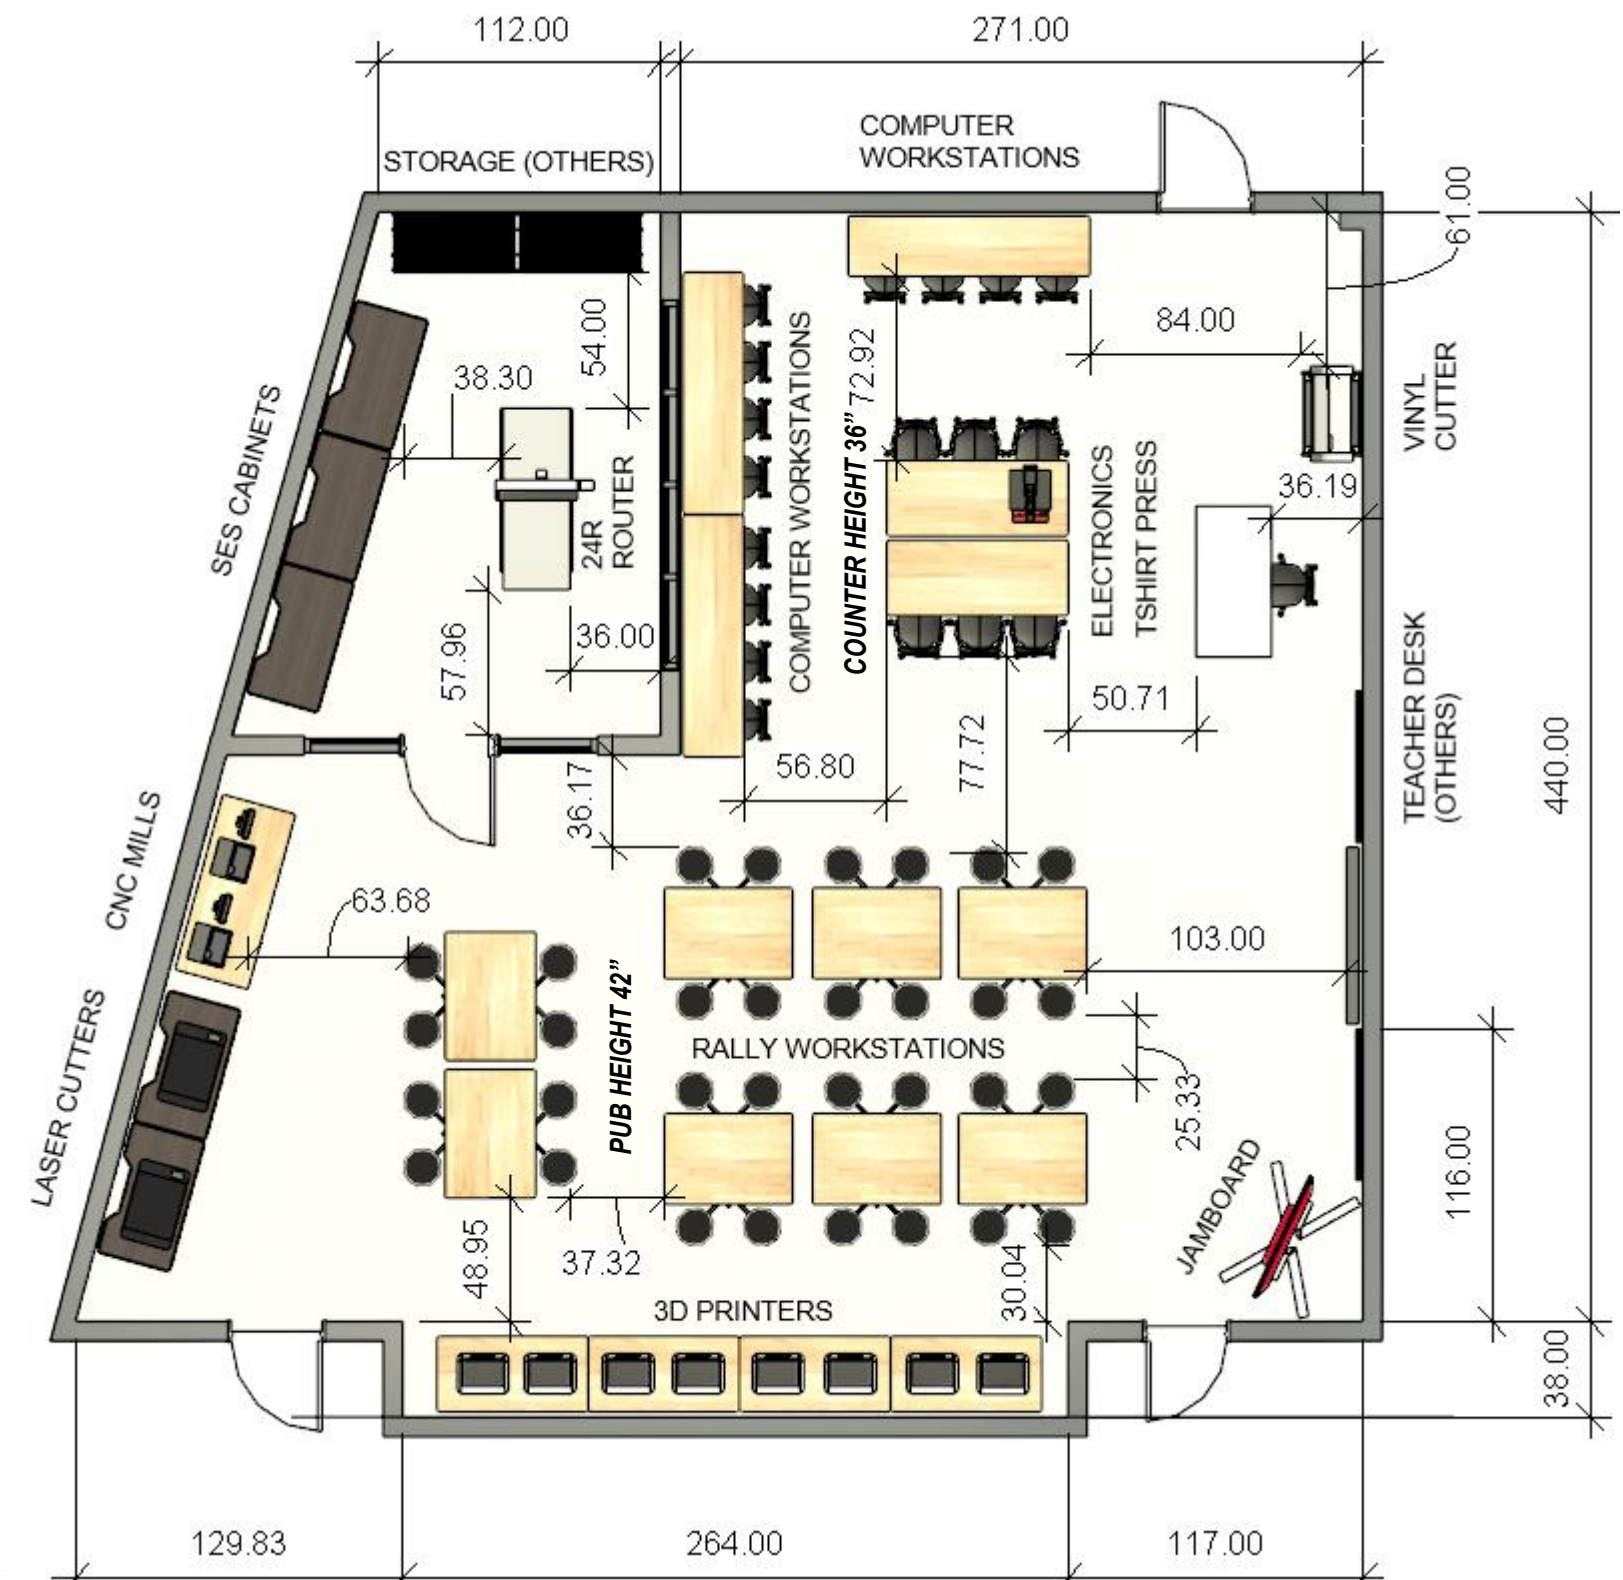 112.00
271.00
COMPUTER
WORKSTATIONS
STORAGE (OTHERS)
61.00
54.00
84.00
72.92
38.30
COMPUTER WORKSTATIONS
COUNTER HEIGHT 36”
VINYL
CUTTER
SES CABINETS
24R
ROUTER
ELECTRONICS
TSHIRT PRESS
36.19
57.96
36.00
50.71
TEACHER DESK
(OTHERS)
440.00
77.72
56.80
36.17
CNC MILLS
63.68
103.00
PUB HEIGHT 42”
RALLY WORKSTATIONS
LASER CUTTERS
25.33
116.00
JAMBOARD
48.95
37.32
30.04
3D PRINTERS
38.00
129.83
264.00
117.00